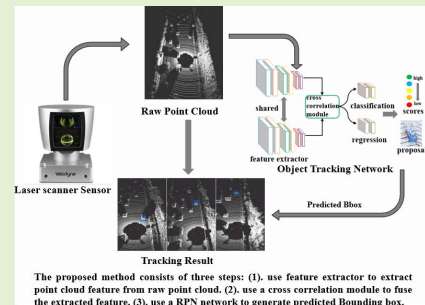 Raw Point Cloud
Velodyne
Laser scanner Sensor
shared
feature extractor
cross
correlation
module
classification
regression
high
low
scores
proposal
Object Tracking Network
Predicted Bbox
Tracking Result
The proposed method consists of three steps: (1). use feature extractor to extract
point cloud feature from raw point cloud. (2). use a cross correlation module to fuse
the extracted feature. (3). use a RPN network to generate predicted Bounding box.